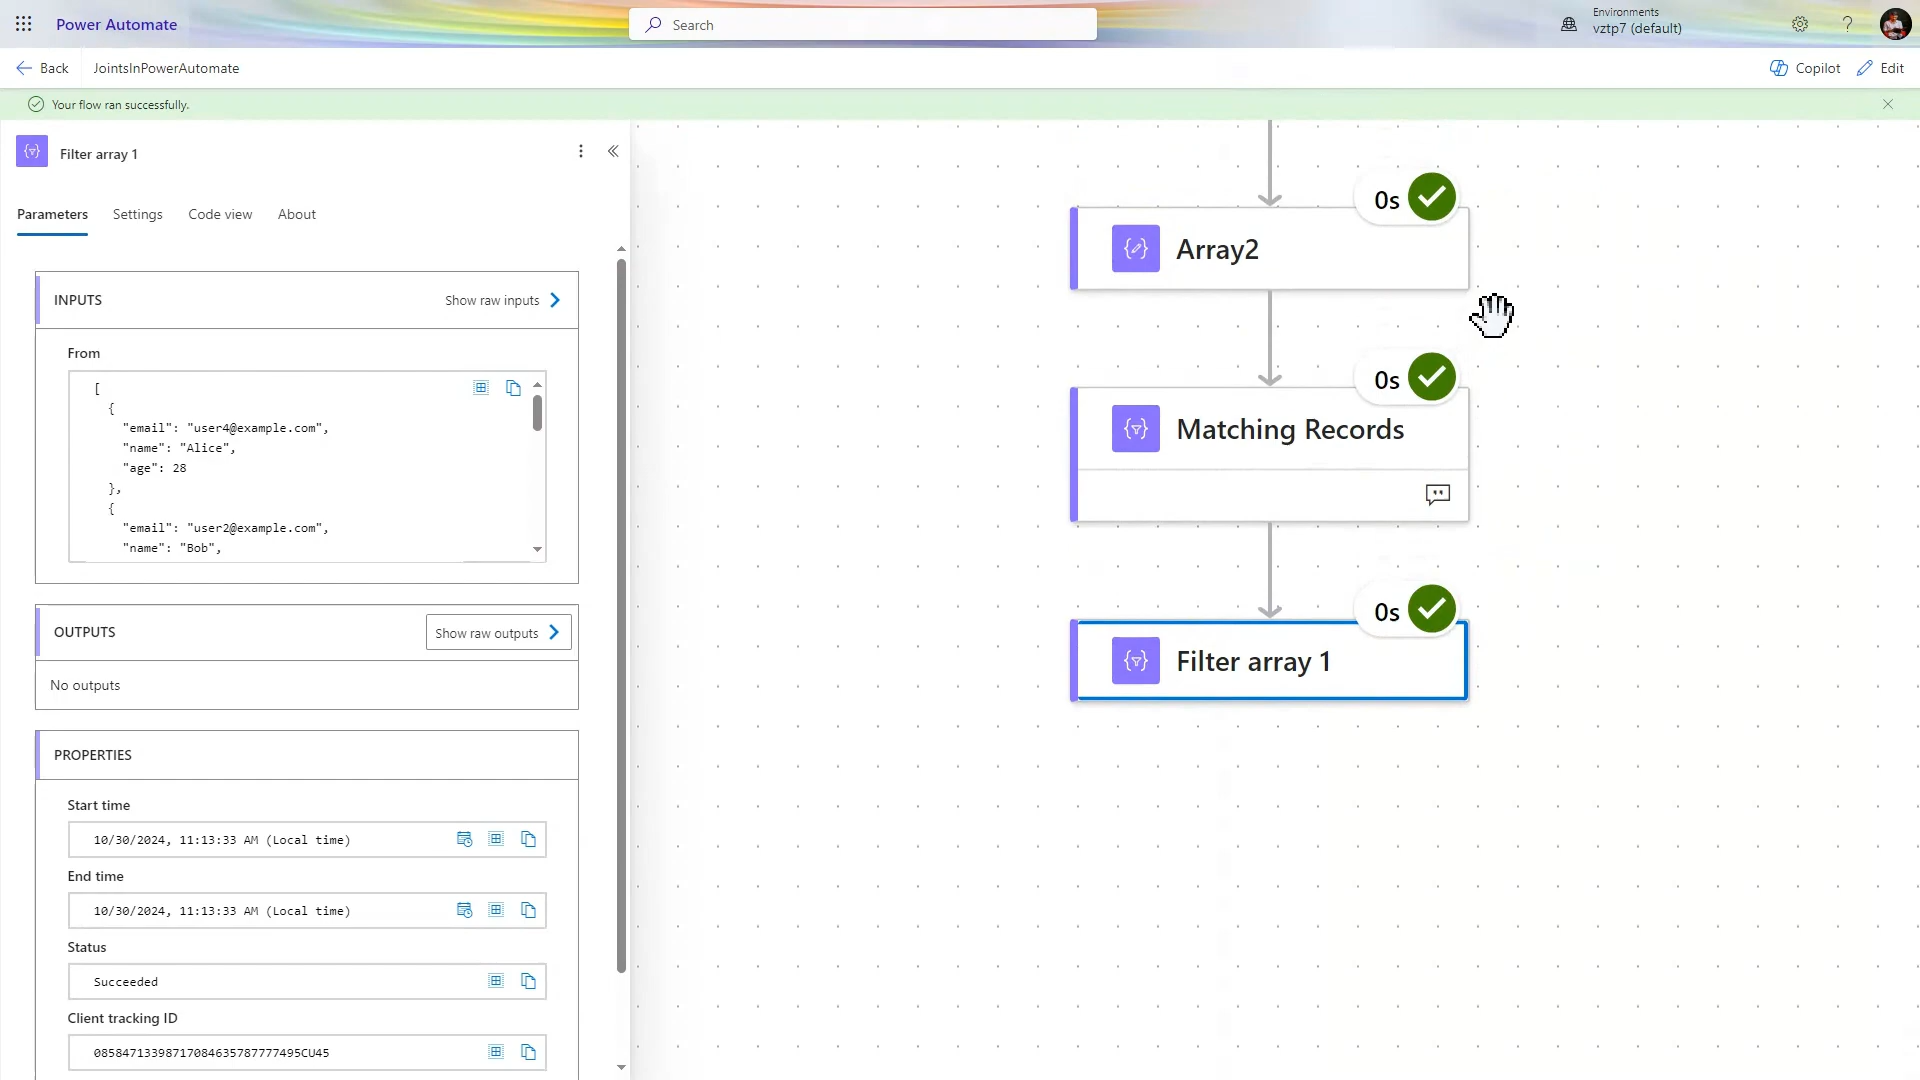 Power Automate
Search
Environments
vztp7 (default)
?
Back
JointsInPowerAutomate
Copilot
Edit
Your flow ran successfully.
Filter array 1
Parameters
Settings
Code view
About
INPUTS
Show raw inputs
From
[
{
"email": "user4@example.com",
"name": "Alice",
"age": 28
},
{
"email": "user2@example.com",
"name": "Bob",
OUTPUTS
Show raw outputs
No outputs
PROPERTIES
Start time
10/30/2024, 11:13:33 AM (Local time)
End time
10/30/2024, 11:13:33 AM (Local time)
Status
Succeeded
Client tracking ID
08584713398717084635787777495CU45
0s
Array2
0s
Matching Records
0s
Filter array 1